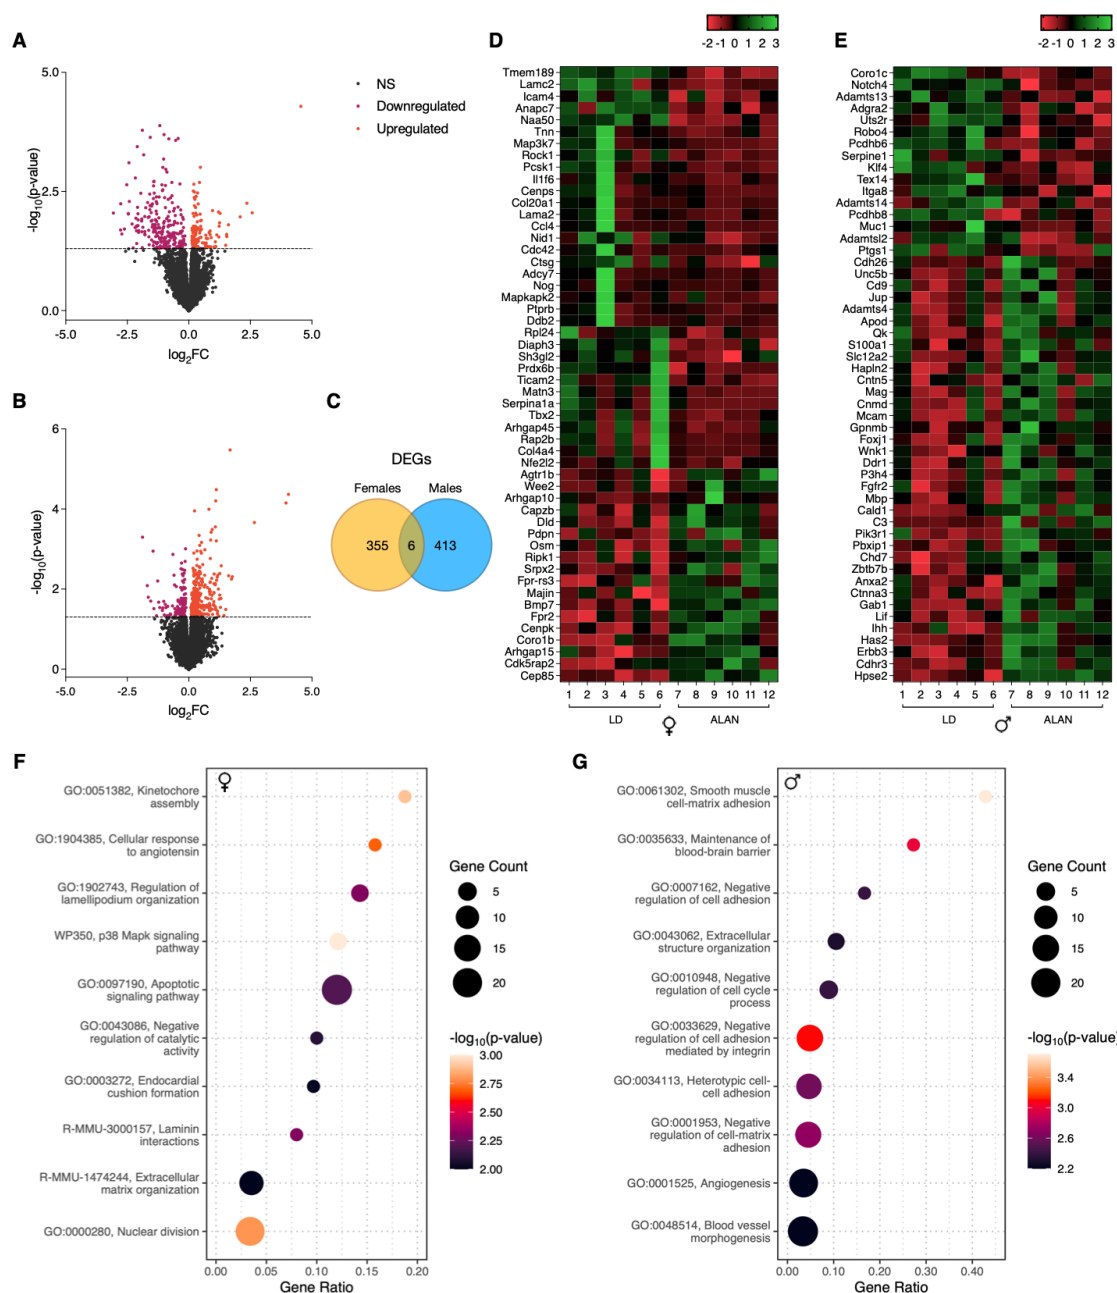 A
5.0
2.5
0.0
-5.0
-2.5
0.0
2.5
5.0
-log10(p-value)
log2FC
NS
Downregulated
Upregulated
B
6
4
2
0
-5.0
-2.5
0.0
2.5
5.0
-log10(p-value)
log2FC
C
DEGs
Females
Males
355
6
413
D
-2 -1 0 1 2 3
Tmem189
Lamc2
Icam4
Anapc7
Naa50
Tnn
Map3k7
Rock1
Pcsk1
Il1f6
Cenps
Col20a1
Lama2
Ccl4
Nid1
Cdc42
Ctsg
Adcy7
Nog
Mapkapk2
Ptprb
Ddb2
Rpl24
Diaph3
Sh3gl2
Prdx6b
Ticam2
Matn3
Serpina1a
Tbx2
Arhgap45
Rap2b
Col4a4
Nfe2l2
Agtr1b
Wee2
Arhgap10
Capzb
Dld
Pdpn
Osm
Ripk1
Srpx2
Fpr-rs3
Majin
Bmp7
Fpr2
Cenpk
Coro1b
Arhgap15
Cdk5rap2
Cep85
1 2 3 4 5 6 7 8 9 10 11 12
LD ♀ ALAN
E
-2 -1 0 1 2 3
Coro1c
Notch4
Adamts13
Adgra2
Uts2r
Robo4
Pcdhb6
Serpine1
Klf4
Tex14
Itga8
Adamts14
Pcdhb8
Muc1
Adamtsl2
Ptgs1
Cdh26
Unc5b
Cd9
Jup
Adamts4
Apod
Qk
S100a1
Slc12a2
Hapln2
Cntn5
Mag
Cnmd
Mcam
Gpnmb
Foxj1
Wnk1
Ddr1
P3h4
Fgfr2
Mbp
Cald1
C3
Pik3r1
Pbxip1
Chd7
Zbtb7b
Anxa2
Ctnna3
Gab1
Lif
Ihh
Has2
Erbb3
Cdhr3
Hpse2
1 2 3 4 5 6 7 8 9 10 11 12
LD ♂ ALAN
F
♀
GO:0051382, Kinetochore
assembly
GO:1904385, Cellular response
to angiotensin
GO:1902743, Regulation of
lamellipodium organization
WP350, p38 Mapk signaling
pathway
GO:0097190, Apoptotic
signaling pathway
GO:0043086, Negative
regulation of catalytic
activity
GO:0003272, Endocardial
cushion formation
R-MMU-3000157, Laminin
interactions
R-MMU-1474244, Extracellular
matrix organization
GO:0000280, Nuclear division
0.00 0.05 0.10 0.15 0.20
Gene Ratio
Gene Count
5
10
15
20
-log10(p-value)
3.00
2.75
2.50
2.25
2.00
G
♂
GO:0061302, Smooth muscle
cell-matrix adhesion
GO:0035633, Maintenance of
blood-brain barrier
GO:0007162, Negative
regulation of cell adhesion
GO:0043062, Extracellular
structure organization
GO:0010948, Negative
regulation of cell cycle
process
GO:0033629, Negative
regulation of cell adhesion
mediated by integrin
GO:0034113, Heterotypic cell-
cell adhesion
GO:0001953, Negative
regulation of cell-matrix
adhesion
GO:0001525, Angiogenesis
GO:0048514, Blood vessel
morphogenesis
0.00 0.10 0.20 0.30 0.40
Gene Ratio
Gene Count
5
10
15
20
-log10(p-value)
3.4
3.0
2.6
2.2